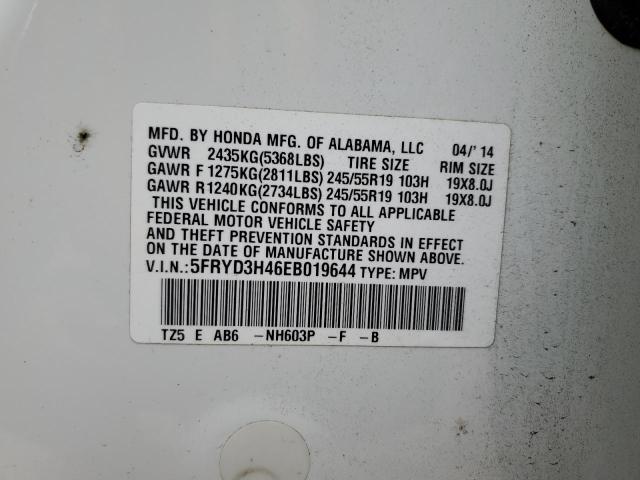 MFD. BY HONDA MFG. OF ALABAMA, LLC 04/'14
GVWR 2435KG(5368LBS) TIRE SIZE RIM SIZE
GAWR F 1275KG(2811LBS) 245/55R19 103H 19X8.0J
GAWR R1240KG(2734LBS) 245/55R19 103H 19X8.0J
THIS VEHICLE CONFORMS TO ALL APPLICABLE
FEDERAL MOTOR VEHICLE SAFETY
AND THEFT PREVENTION STANDARDS IN EFFECT
ON THE DATE OF MANUFACTURE SHOWN ABOVE.
V.I.N.: 5FRYD3H46EB019644 TYPE: MPV
TZ5 E AB6 -NH603P -F -B